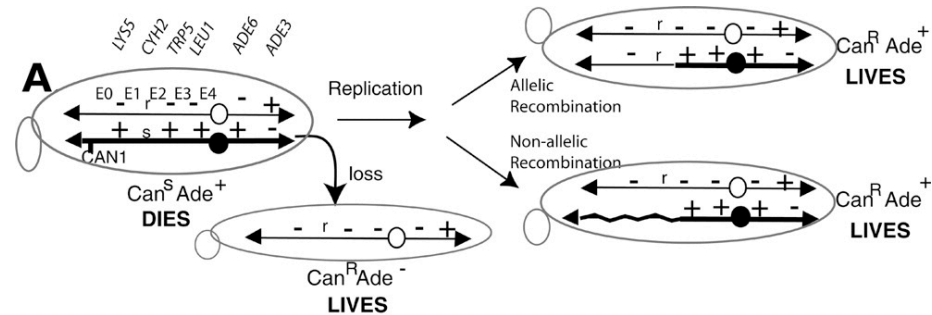 LYS5 CYH2 TRP5 LEU1 ADE6 ADE3
A.
E0 E1 E2 E3 E4
- r - - - +
+ s + + + -
CAN1
Can^S Ade^+
DIES
Replication
loss
- r - - - +
Can^R Ade^-
LIVES
Allelic
Recombination
Non-allelic
Recombination
- r - - - +
- r + + + -
Can^R Ade^+
LIVES
- r - - - +
+ + + -
Can^R Ade^+
LIVES